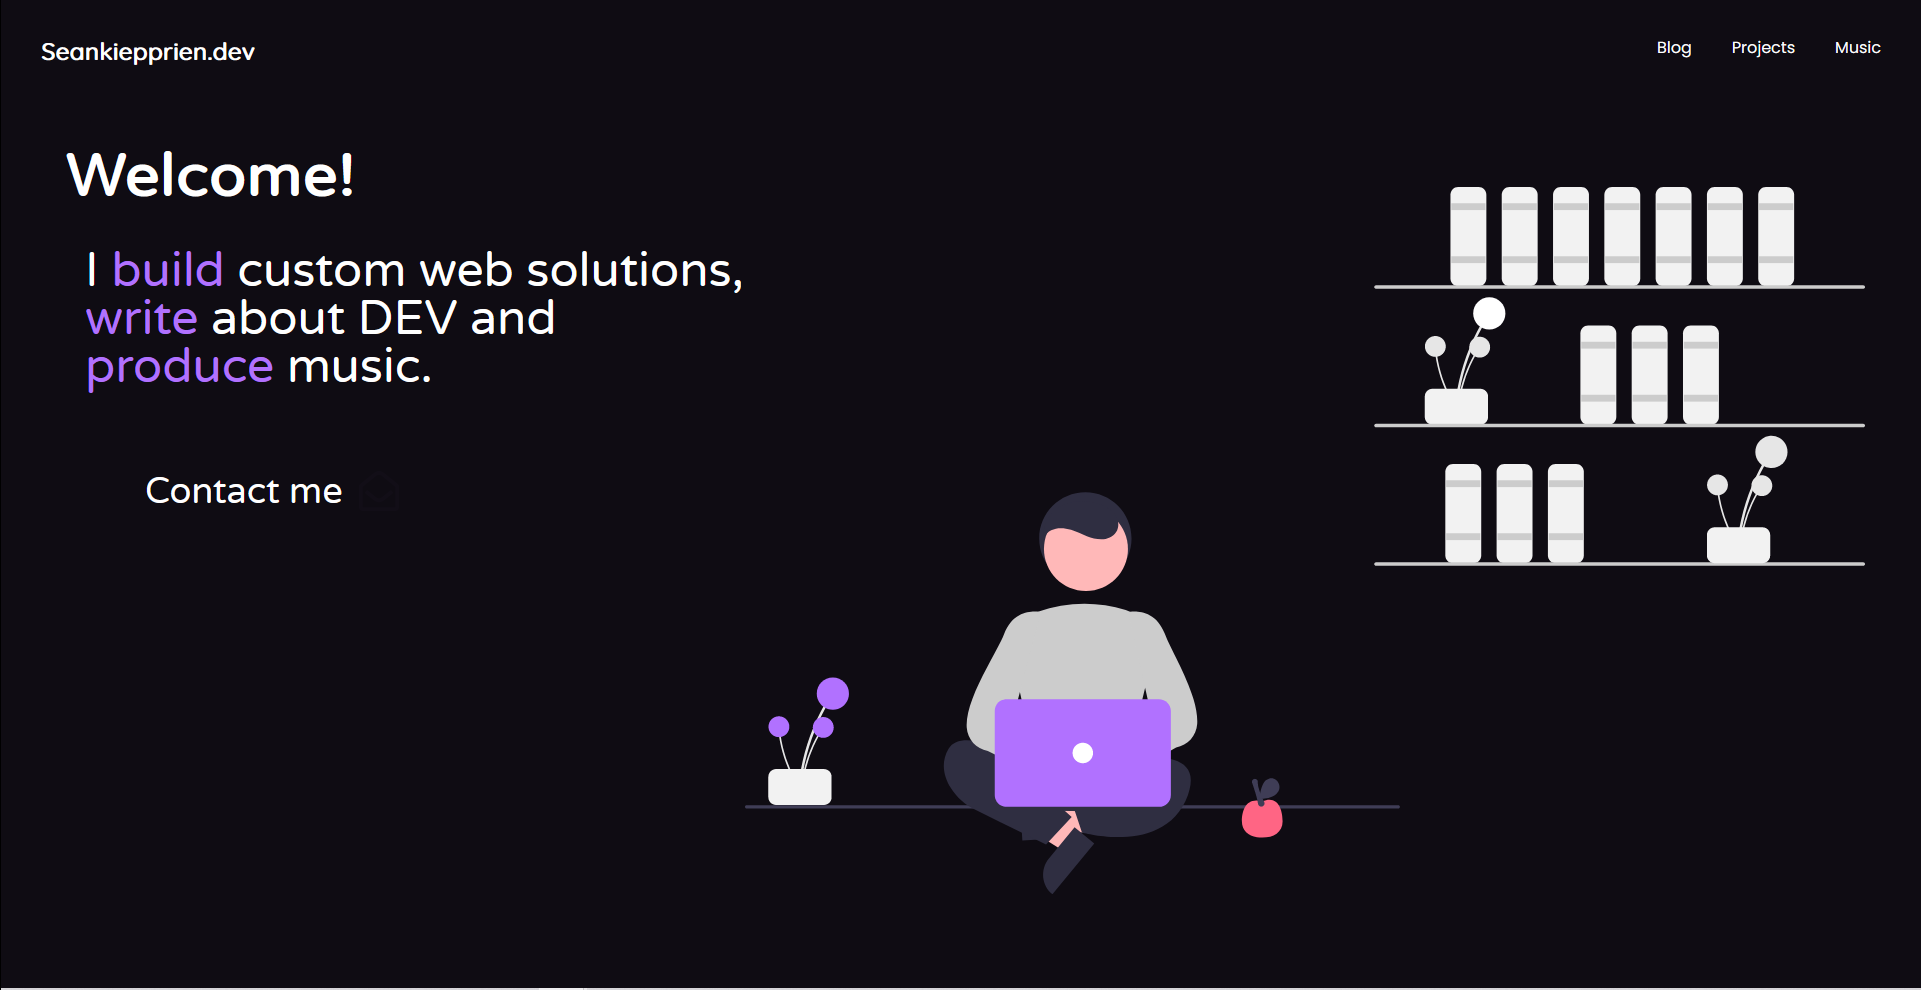 Seankiepprien.dev
Blog Projects Music
Welcome!
I build custom web solutions,
write about DEV and
produce music.
Contact me